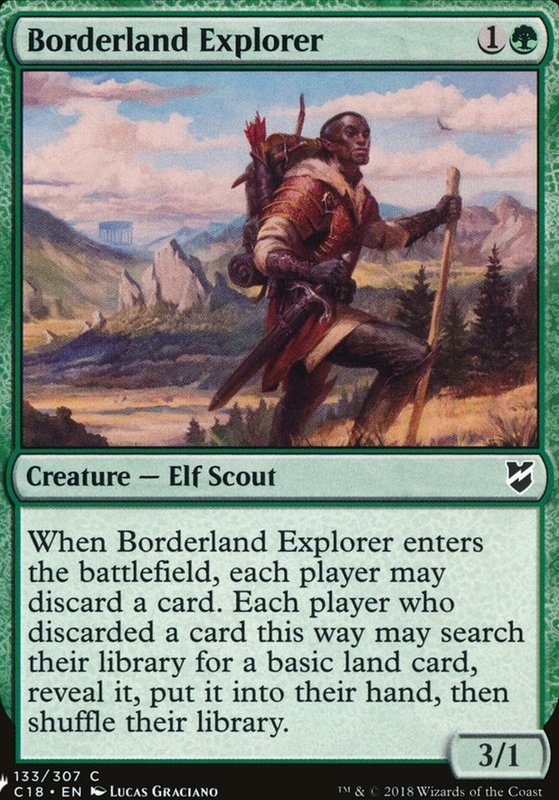 Borderland Explorer 1
Creature — Elf Scout
When Borderland Explorer enters
the battlefield, each player may
discard a card. Each player who
discarded a card this way may search
their library for a basic land card,
reveal it, put it into their hand, then
shuffle their library.
3/1
133/307 C
C18 • EN Lucas Graciano
™ & © 2018 Wizards of the Coast